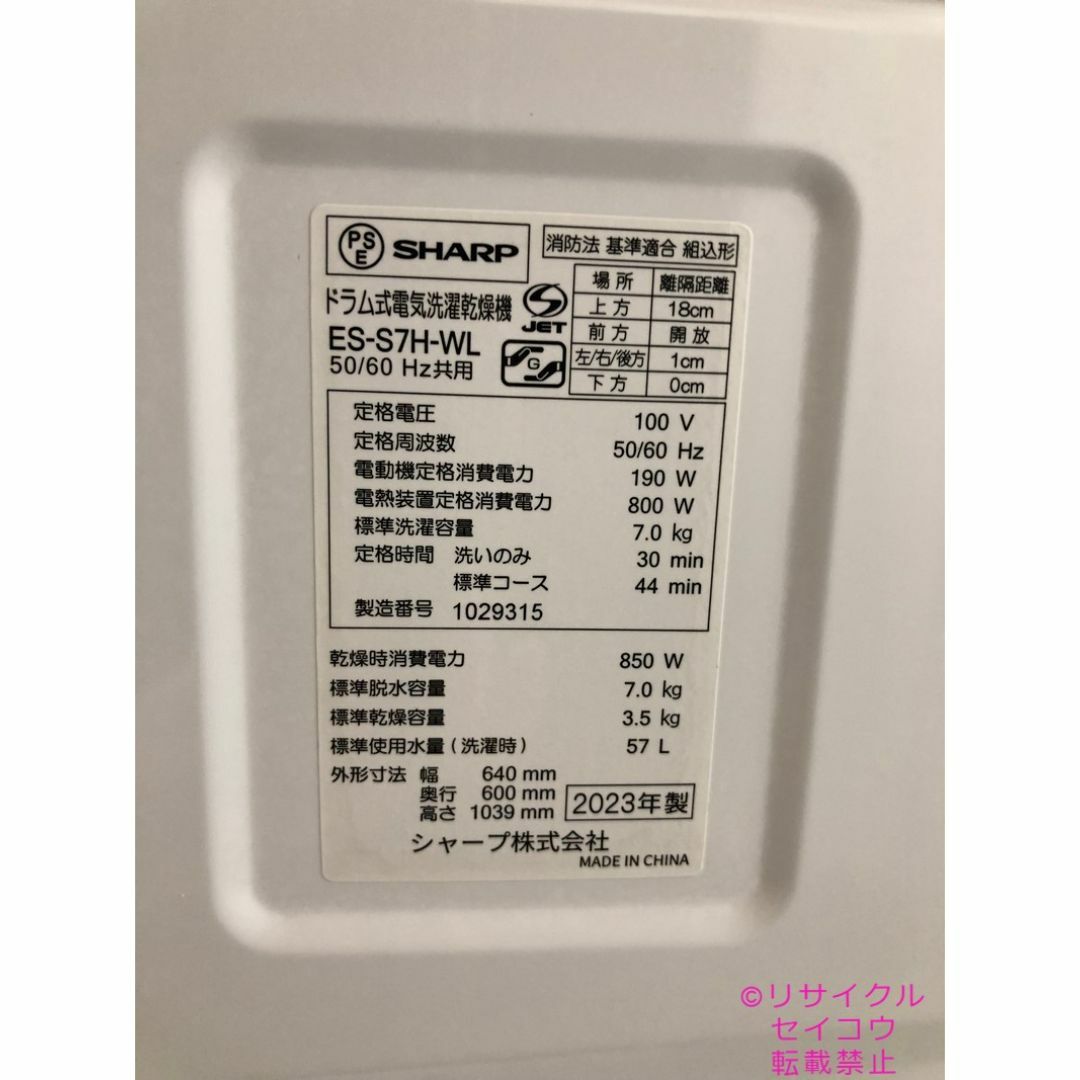 PSE SHARP
消防法 基準適合 組込形
ドラム式電気洗濯乾燥機
JET
ES-S7H-WL
50/60 Hz共用
G
場所 離隔距離
上方 18cm
前方 開放
左/右/後方 1cm
下方 0cm
定格電圧 100 V
定格周波数 50/60 Hz
電動機定格消費電力 190 W
電熱装置定格消費電力 800 W
標準洗濯容量 7.0 kg
定格時間 洗いのみ 30 min
標準コース 44 min
製造番号 1029315
乾燥時消費電力 850 W
標準脱水容量 7.0 kg
標準乾燥容量 3.5 kg
標準使用水量(洗濯時) 57 L
外形寸法 幅 640 mm
奥行 600 mm
高さ 1039 mm
2023年製
シャープ株式会社
MADE IN CHINA
©リサイクル
セイコウ
転載禁止